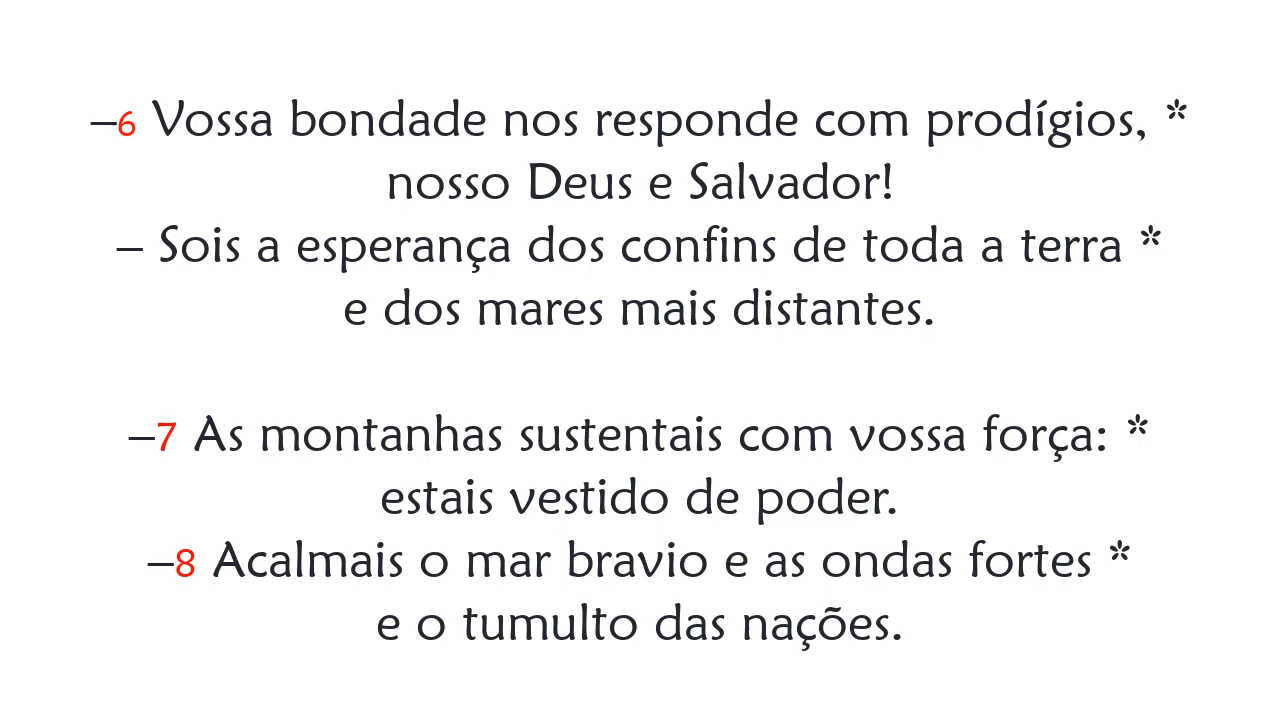 –6 Vossa bondade nos responde com prodígios, *
nosso Deus e Salvador!
– Sois a esperança dos confins de toda a terra *
e dos mares mais distantes.
–7 As montanhas sustentais com vossa força: *
estais vestido de poder.
–8 Acalmais o mar bravio e as ondas fortes *
e o tumulto das nações.